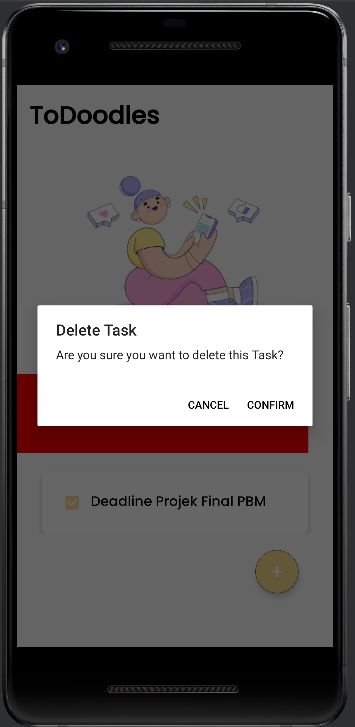 ToDoodles
Delete Task
Are you sure you want to delete this Task?
CANCEL CONFIRM
Deadline Projek Final PBM
+